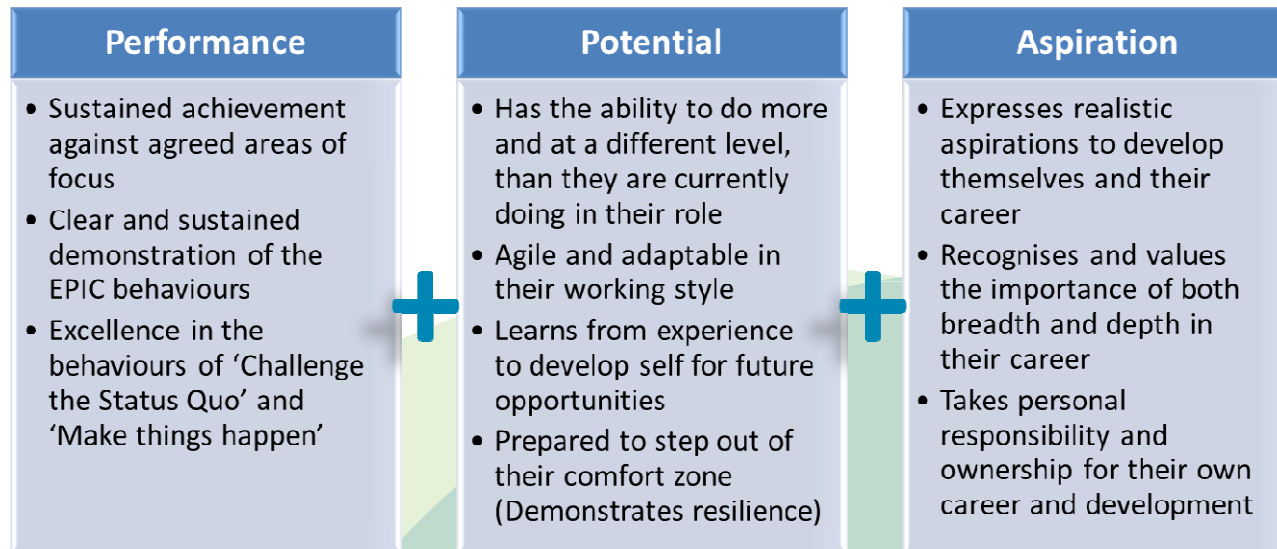 Performance
• Sustained achievement
against agreed areas of
focus
• Clear and sustained
demonstration of the
EPIC behaviours
• Excellence in the
behaviours of ‘Challenge
the Status Quo’ and
‘Make things happen’
Potential
• Has the ability to do more
and at a different level,
than they are currently
doing in their role
• Agile and adaptable in
their working style
• Learns from experience
to develop self for future
opportunities
• Prepared to step out of
their comfort zone
(Demonstrates resilience)
Aspiration
• Expresses realistic
aspirations to develop
themselves and their
career
• Recognises and values
the importance of both
breadth and depth in
their career
• Takes personal
responsibility and
ownership for their own
career and development